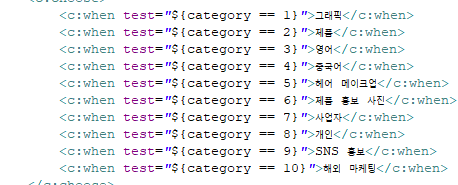 <c:when test="${category == 1}">그래픽</c:when>
<c:when test="${category == 2}">제품</c:when>
<c:when test="${category == 3}">영어</c:when>
<c:when test="${category == 4}">중국어</c:when>
<c:when test="${category == 5}">헤어 메이크업</c:when>
<c:when test="${category == 6}">제품 홍보 사진</c:when>
<c:when test="${category == 7}">사업자</c:when>
<c:when test="${category == 8}">개인</c:when>
<c:when test="${category == 9}">SNS 홍보</c:when>
<c:when test="${category == 10}">해외 마케팅</c:when>
</c:choose>